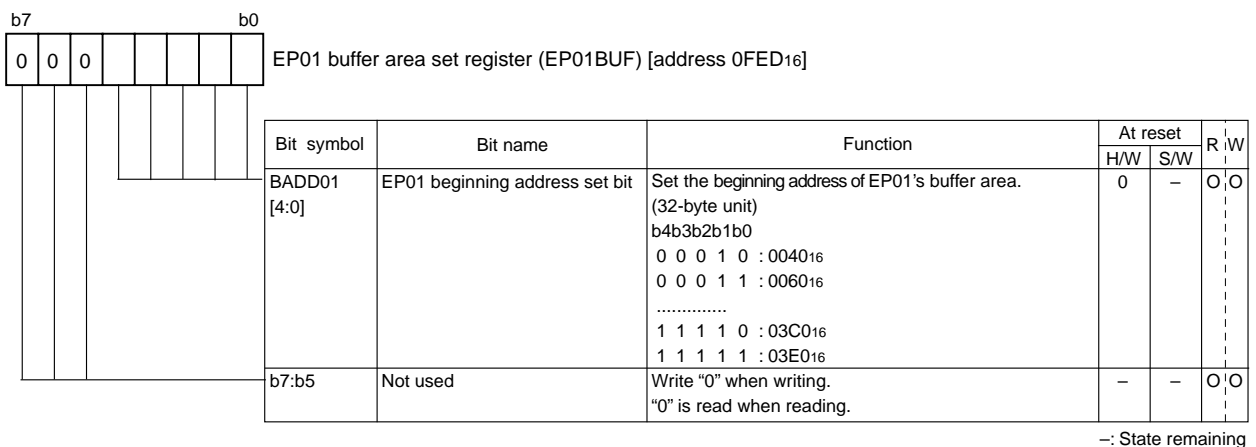 b7 b0
0 0 0
EP01 buffer area set register (EP01BUF) [address 0FED16]
Bit symbol Bit name Function At reset R W
H/W S/W
BADD01 EP01 beginning address set bit Set the beginning address of EP01's buffer area. 0 – O O
[4:0] (32-byte unit)
b4b3b2b1b0
0 0 0 1 0 : 004016
0 0 0 1 1 : 006016
..............
1 1 1 1 0 : 03C016
1 1 1 1 1 : 03E016
b7:b5 Not used Write “0” when writing. – – O O
“0” is read when reading.
–: State remaining